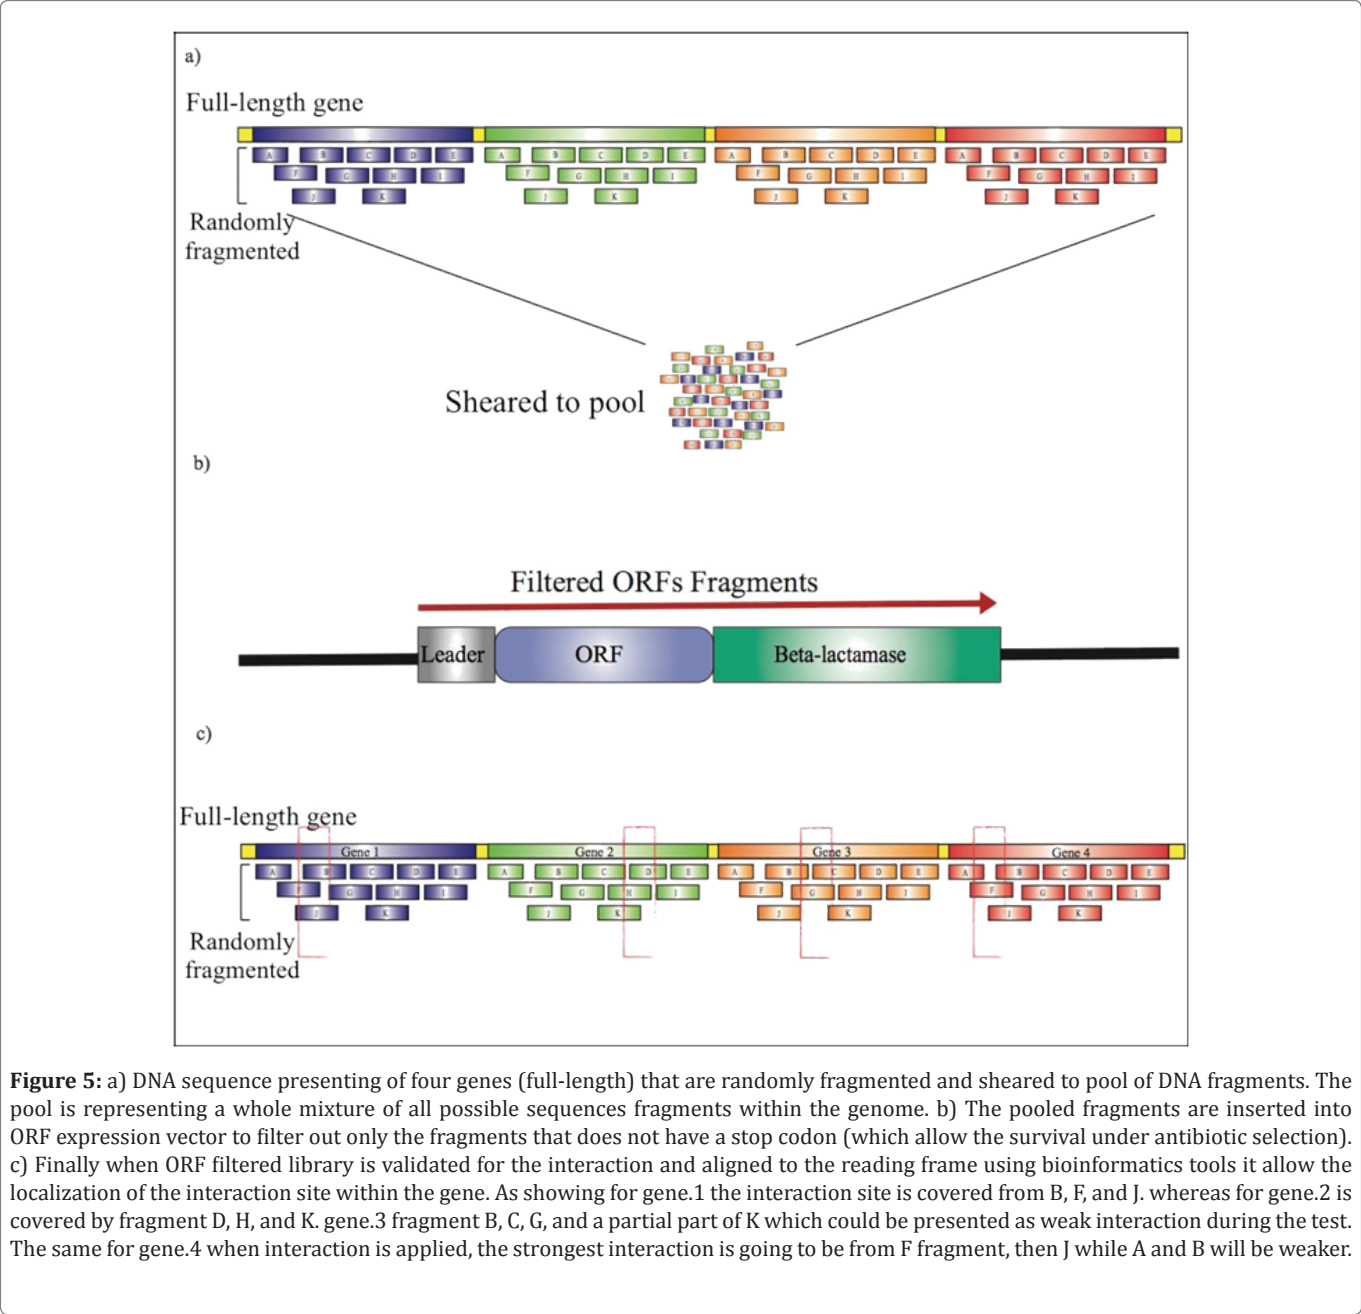 a)
Full-length gene
A B C D E A B C D E A B C D E A B C D E
F G H I F G H I F G H I F G H I
J K J K J K J K
Randomly
fragmented
Sheared to pool
b)
Filtered ORFs Fragments
Leader ORF Beta-lactamase
c)
Full-length gene
Gene 1 Gene 2 Gene 3 Gene 4
A B C D E A B C D E A B C D E A B C D E
F G H I F G H I F G H I F G H I
J K J K J K J K
Randomly
fragmented
Figure 5: a) DNA sequence presenting of four genes (full-length) that are randomly fragmented and sheared to pool of DNA fragments. The
pool is representing a whole mixture of all possible sequences fragments within the genome. b) The pooled fragments are inserted into
ORF expression vector to filter out only the fragments that does not have a stop codon (which allow the survival under antibiotic selection).
c) Finally when ORF filtered library is validated for the interaction and aligned to the reading frame using bioinformatics tools it allow the
localization of the interaction site within the gene. As showing for gene.1 the interaction site is covered from B, F, and J. whereas for gene.2 is
covered by fragment D, H, and K. gene.3 fragment B, C, G, and a partial part of K which could be presented as weak interaction during the test.
The same for gene.4 when interaction is applied, the strongest interaction is going to be from F fragment, then J while A and B will be weaker.